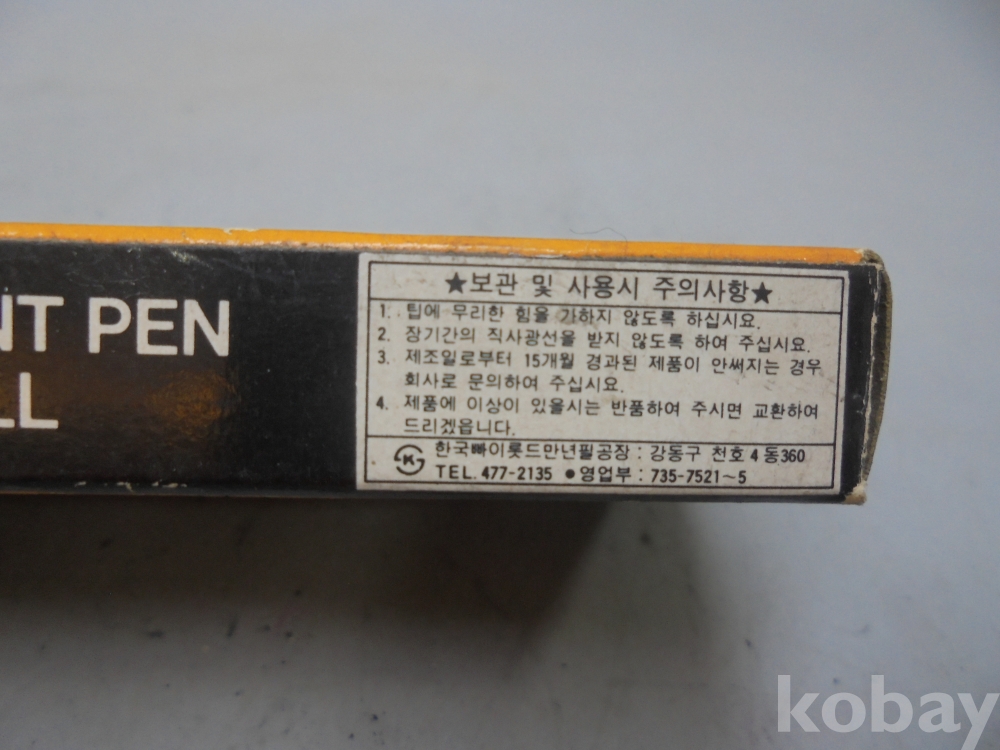 NT PEN
LL
★보관 및 사용시 주의사항★
1. 팁에 무리한 힘을 가하지 않도록 하십시요.
2. 장기간의 직사광선을 받지 않도록 하여 주십시요.
3. 제조일로부터 15개월 경과된 제품이 안써지는 경우
회사로 문의하여 주십시요.
4. 제품에 이상이 있을시는 반품하여 주시면 교환하여
드리겠읍니다.
한국빠이롯드만년필공장 : 강동구 천호 4동360
TEL. 477-2135 ●영업부 : 735-7521~5
kobay